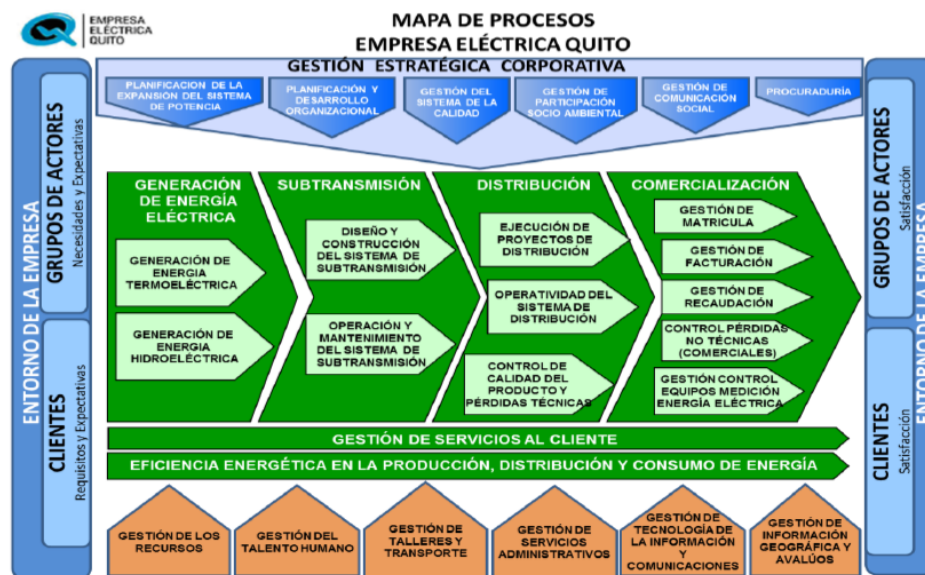 EMPRESA
ELÉCTRICA
QUITO
MAPA DE PROCESOS
EMPRESA ELÉCTRICA QUITO
GESTIÓN ESTRATÉGICA CORPORATIVA
PLANIFICACION DE LA
EXPANSIÓN DEL SISTEMA
DE POTENCIA
PLANIFICACIÓN Y
DESARROLLO
ORGANIZACIONAL
GESTIÓN DEL
SISTEMA DE LA
CALIDAD
GESTIÓN DE
PARTICIPACIÓN
SOCIO AMBIENTAL
GESTIÓN DE
COMUNICACIÓN
SOCIAL
PROCURADURÍA
ENTORNO DE LA EMPRESA
GRUPOS DE ACTORES
Necesidades y Expectativas
CLIENTES
Requisitos y Expectativas
GENERACIÓN
DE ENERGÍA
ELÉCTRICA
GENERACIÓN DE
ENERGIA
TERMOELÉCTRICA
GENERACIÓN DE
ENERGIA
HIDROELÉCTRICA
SUBTRANSMISIÓN
DISEÑO Y
CONSTRUCCIÓN
DEL SISTEMA DE
SUBTRANSMISIÓN
OPERACIÓN Y
MANTENIMIENTO
DEL SISTEMA DE
SUBTRANSMISIÓN
DISTRIBUCIÓN
EJECUCIÓN DE
PROYECTOS DE
DISTRIBUCIÓN
OPERATIVIDAD DEL
SISTEMA DE
DISTRIBUCIÓN
CONTROL DE
CALIDAD DEL
PRODUCTO Y
PÉRDIDAS TÉCNICAS
COMERCIALIZACIÓN
GESTIÓN DE
MATRICULA
GESTIÓN DE
FACTURACIÓN
GESTIÓN DE
RECAUDACIÓN
CONTROL PÉRDIDAS
NO TÉCNICAS
(COMERCIALES)
GESTIÓN CONTROL
EQUIPOS MEDICIÓN
ENERGÍA ELÉCTRICA
GRUPOS DE ACTORES
Satisfacción
CLIENTES
Satisfacción
ENTORNO DE LA EMPRESA
GESTIÓN DE SERVICIOS AL CLIENTE
EFICIENCIA ENERGÉTICA EN LA PRODUCCIÓN, DISTRIBUCIÓN Y CONSUMO DE ENERGÍA
GESTIÓN DE LOS
RECURSOS
GESTIÓN DEL
TALENTO HUMANO
GESTIÓN DE
TALLERES Y
TRANSPORTE
GESTIÓN DE
SERVICIOS
ADMINISTRATIVOS
GESTIÓN DE
TECNOLOGÍA DE
LA INFORMACIÓN
Y
COMUNICACIONES
GESTIÓN DE
INFORMACIÓN
GEOGRÁFICA Y
AVALÚOS